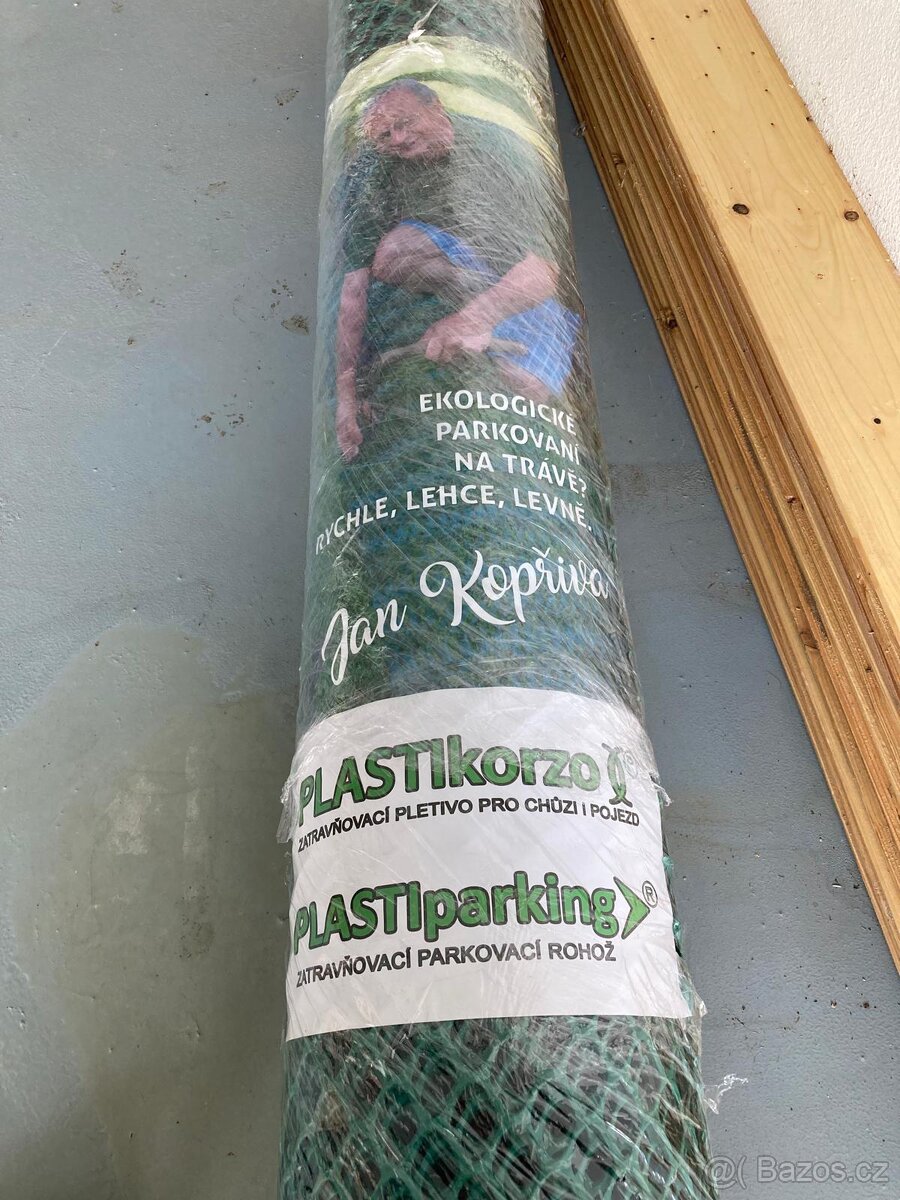 EKOLOGICKÉ
PARKOVÁNÍ
NA TRÁVĚ?
RYCHLE, LEHCE, LEVNĚ.
Jan Kopřiva
PLASTIkorzo
ZATRAVŇOVACÍ PLETIVO PRO CHŮZI I POJEZD
PLASTIparking®
ZATRAVŇOVACÍ PARKOVACÍ ROHOŽ
@( Bazos.cz